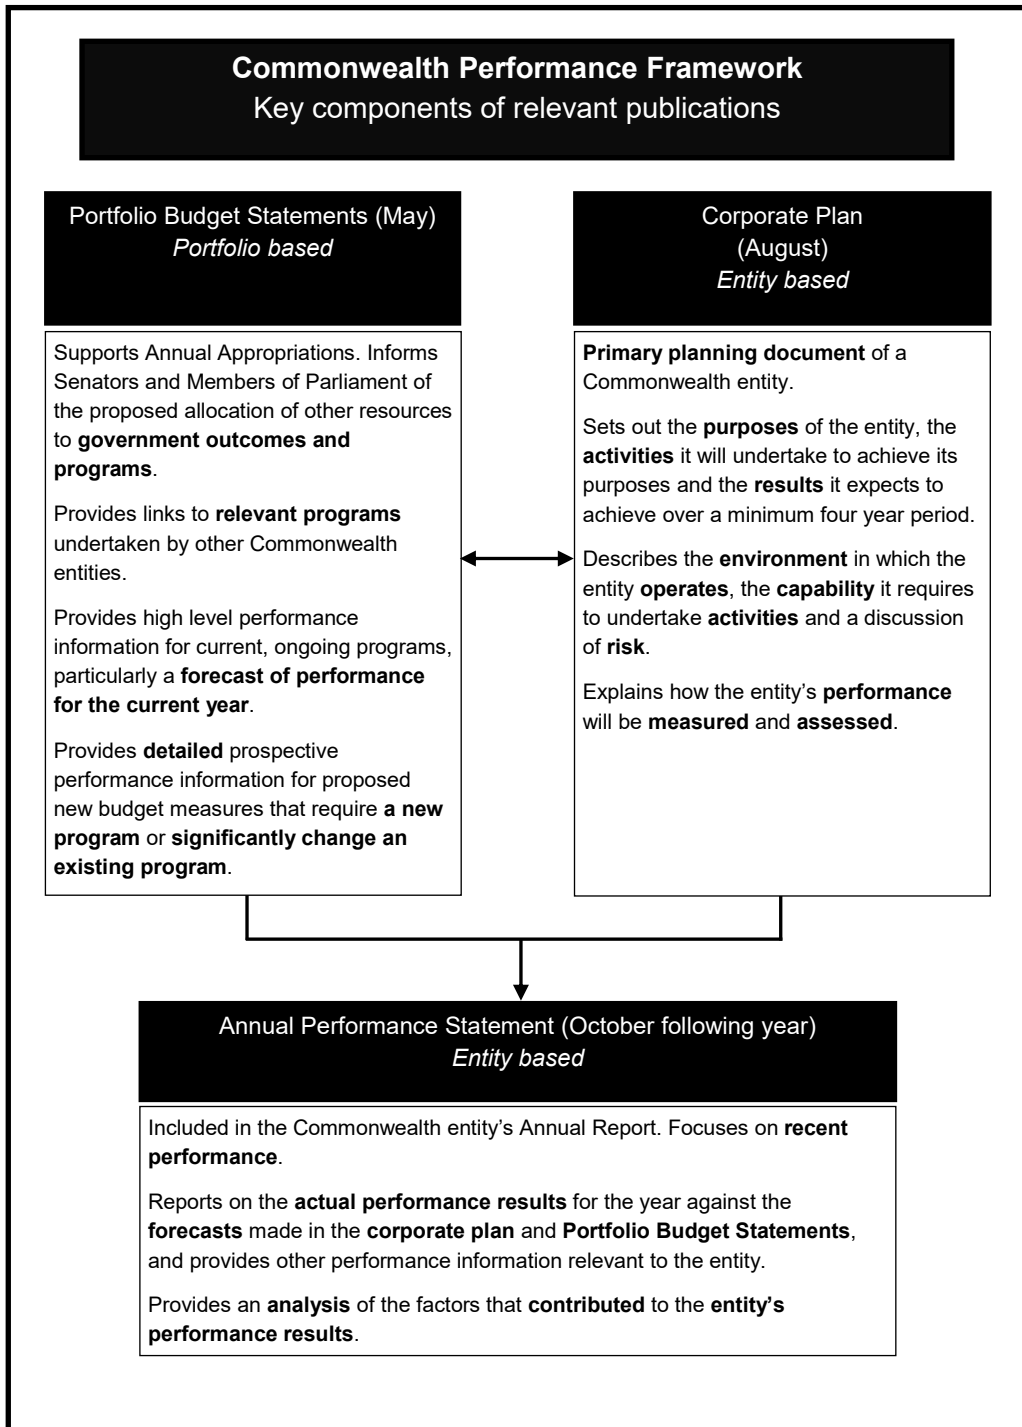 Commonwealth Performance Framework
Key components of relevant publications
Portfolio Budget Statements (May)
Portfolio based
Supports Annual Appropriations. Informs
Senators and Members of Parliament of
the proposed allocation of other resources
to government outcomes and
programs.
Provides links to relevant programs
undertaken by other Commonwealth
entities.
Provides high level performance
information for current, ongoing programs,
particularly a forecast of performance
for the current year.
Provides detailed prospective
performance information for proposed
new budget measures that require a new
program or significantly change an
existing program.
Corporate Plan
(August)
Entity based
Primary planning document of a
Commonwealth entity.
Sets out the purposes of the entity, the
activities it will undertake to achieve its
purposes and the results it expects to
achieve over a minimum four year period.
Describes the environment in which the
entity operates, the capability it requires
to undertake activities and a discussion
of risk.
Explains how the entity's performance
will be measured and assessed.
Annual Performance Statement (October following year)
Entity based
Included in the Commonwealth entity's Annual Report. Focuses on recent
performance.
Reports on the actual performance results for the year against the
forecasts made in the corporate plan and Portfolio Budget Statements,
and provides other performance information relevant to the entity.
Provides an analysis of the factors that contributed to the entity's
performance results.